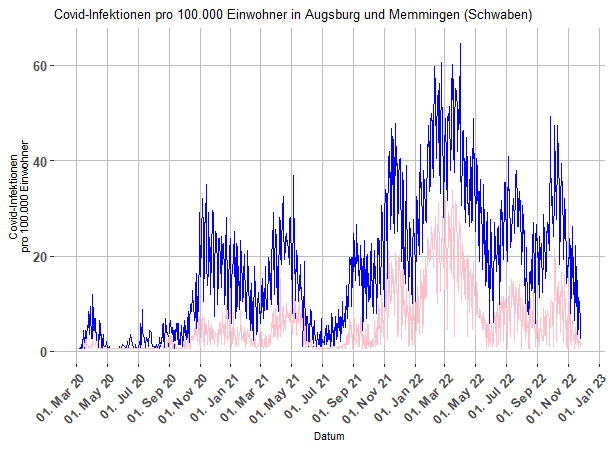 Covid-Infektionen pro 100.000 Einwohner in Augsburg und Memmingen (Schwaben)
Covid-Infektionen
pro 100.000 Einwohner
60
40
20
0
01. Mar 20
01. May 20
01. Jul 20
01. Sep 20
01. Nov 20
01. Jan 21
01. Mar 21
01. May 21
01. Jul 21
01. Sep 21
01. Nov 21
01. Jan 22
01. Mar 22
01. May 22
01. Jul 22
01. Sep 22
01. Nov 22
01. Jan 23
Datum